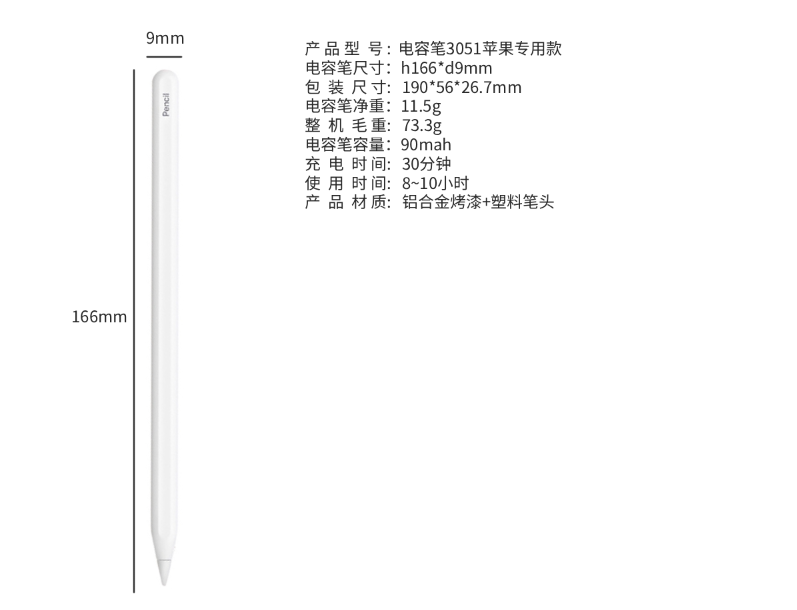 9mm
产品型 号：电容笔3051苹果专用款
电容笔尺寸：h166*d9mm
包 装 尺 寸：190*56*26.7mm
Pencil
电容笔净重：11.5g
整 机 毛 重：73.3g
电容笔容量：90mah
充 电 时 间：30分钟
使 用 时 间：8~10小时
产 品 材 质：铝合金烤漆+塑料笔头
166mm